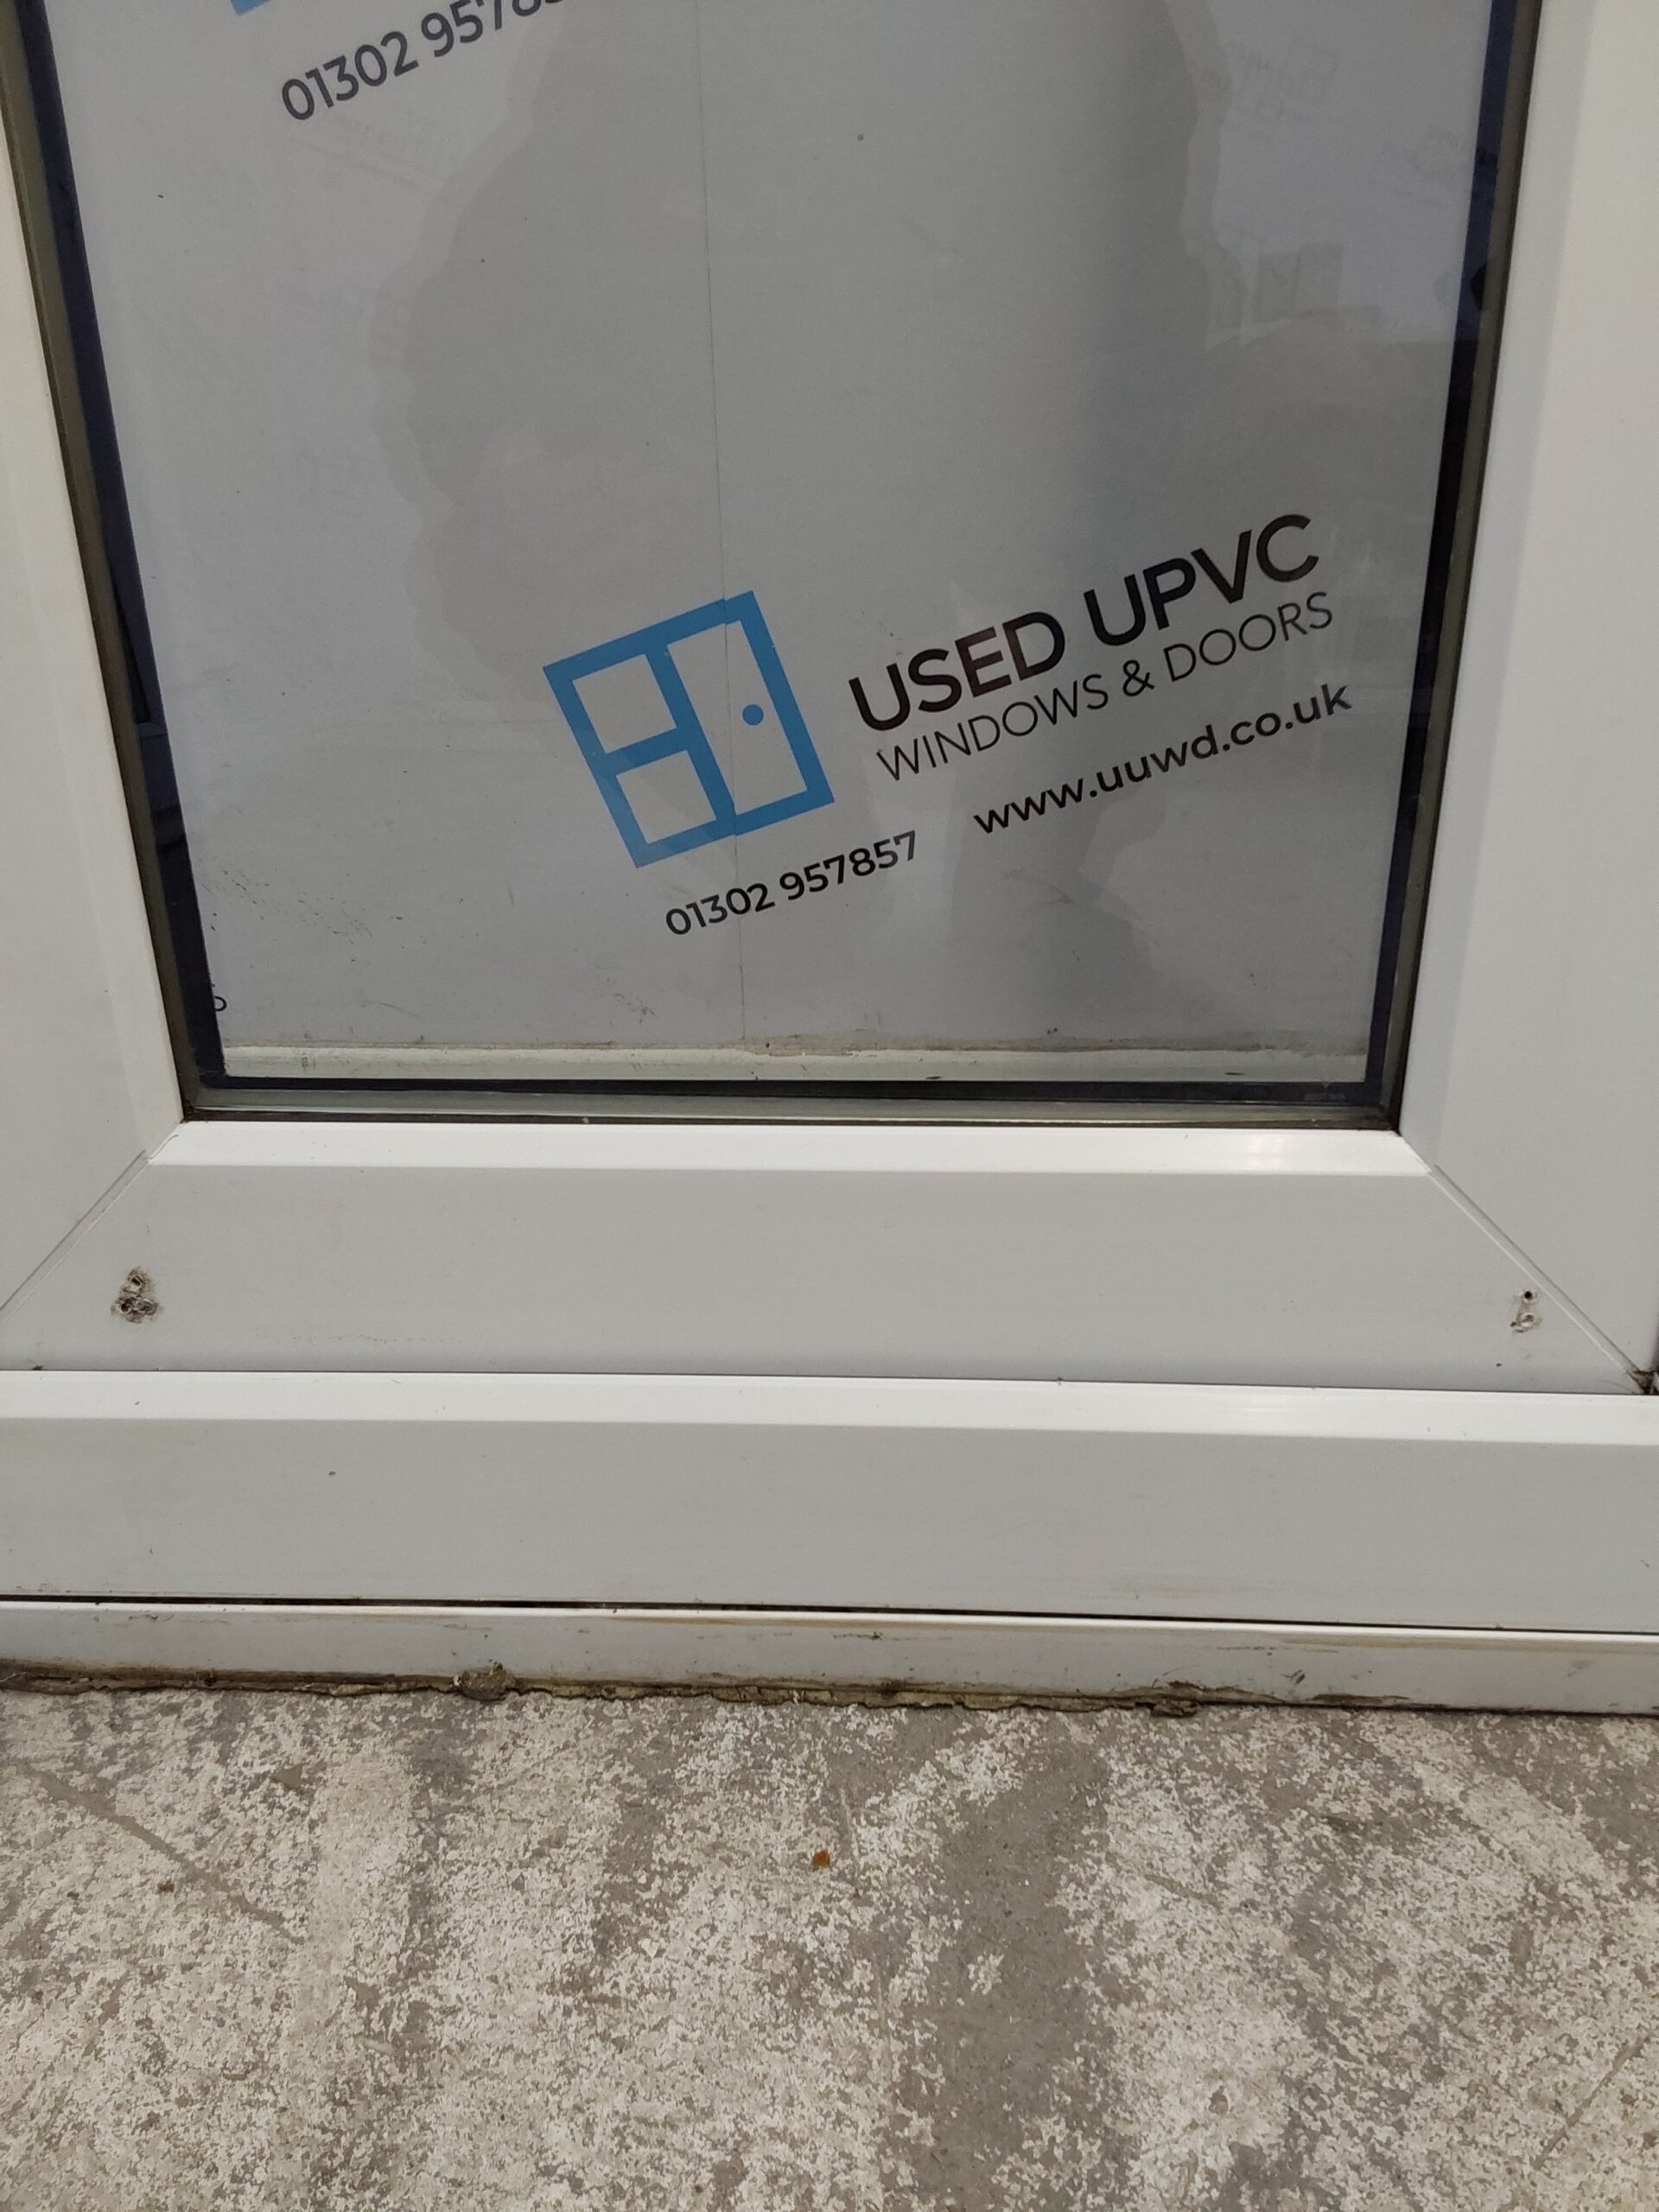 01302 957
USED UPVC
WINDOWS & DOORS
01302 957857 www.uuwd.co.uk